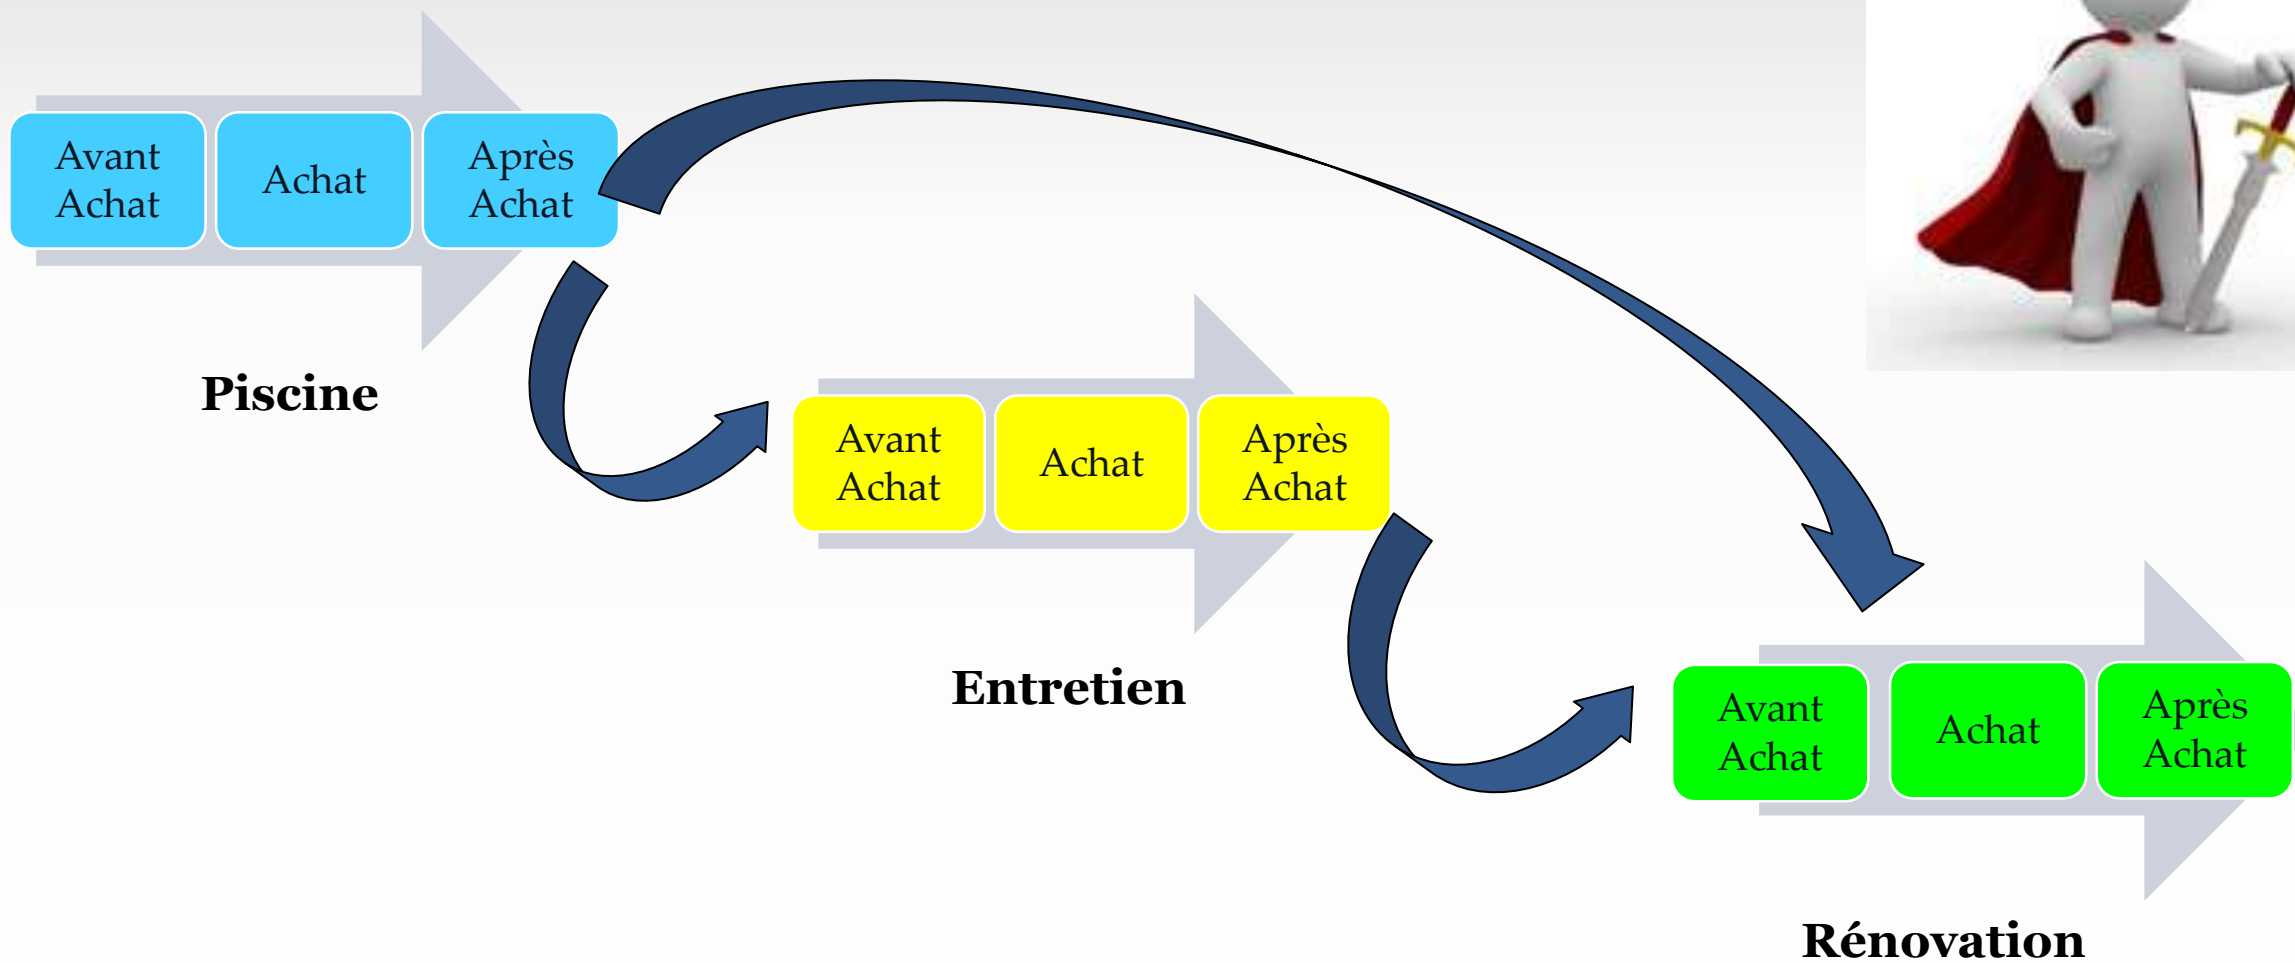 Avant
Achat
Achat
Après
Achat
Piscine
Avant
Achat
Achat
Après
Achat
Entretien
Avant
Achat
Achat
Après
Achat
Rénovation